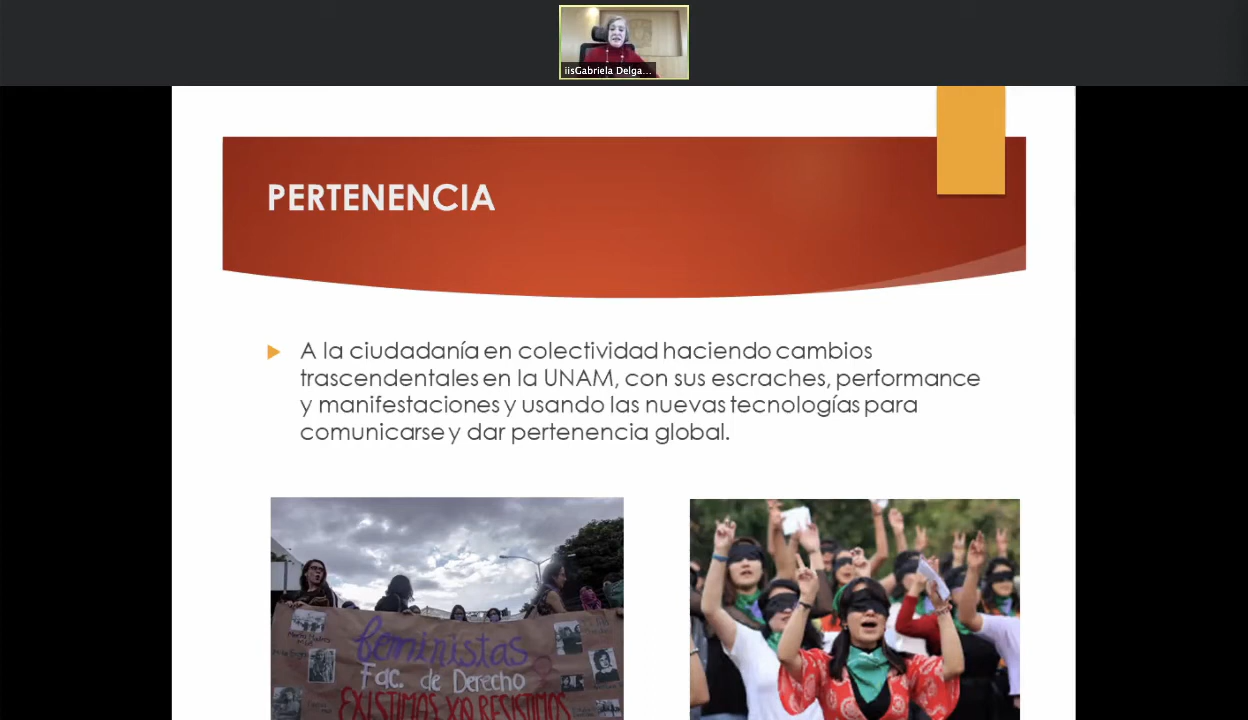 iisGabriela Delga...
PERTENENCIA
A la ciudadanía en colectividad haciendo cambios
trascendentales en la UNAM, con sus escraches, performance
y manifestaciones y usando las nuevas tecnologías para
comunicarse y dar pertenencia global.
feministas
Fac. de Derecho
EXISTIMOS XQ RESISTIMOS